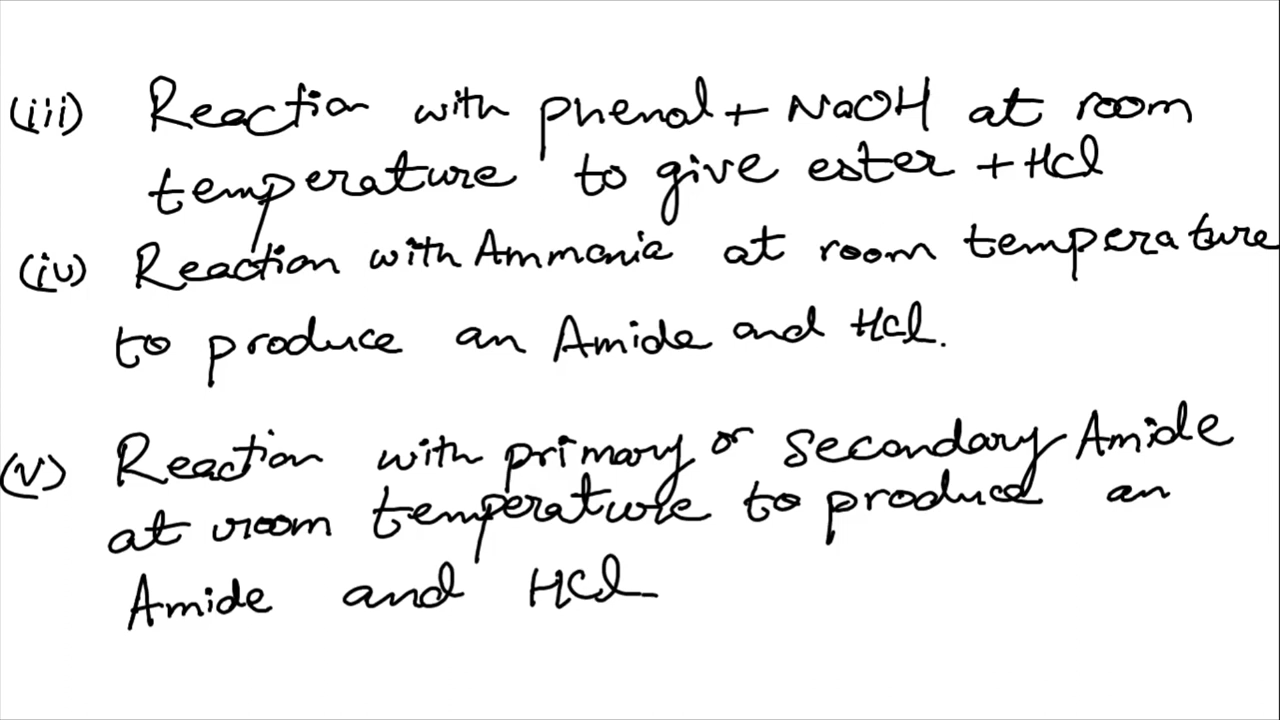 (iii) Reaction with phenol + NaOH at room
temperature to give ester + HCl
(iv) Reaction with Ammonia at room temperature
to produce an Amide and HCl.
(v) Reaction with primary or secondary Amide
at room temperature to produce an
Amide and HCl